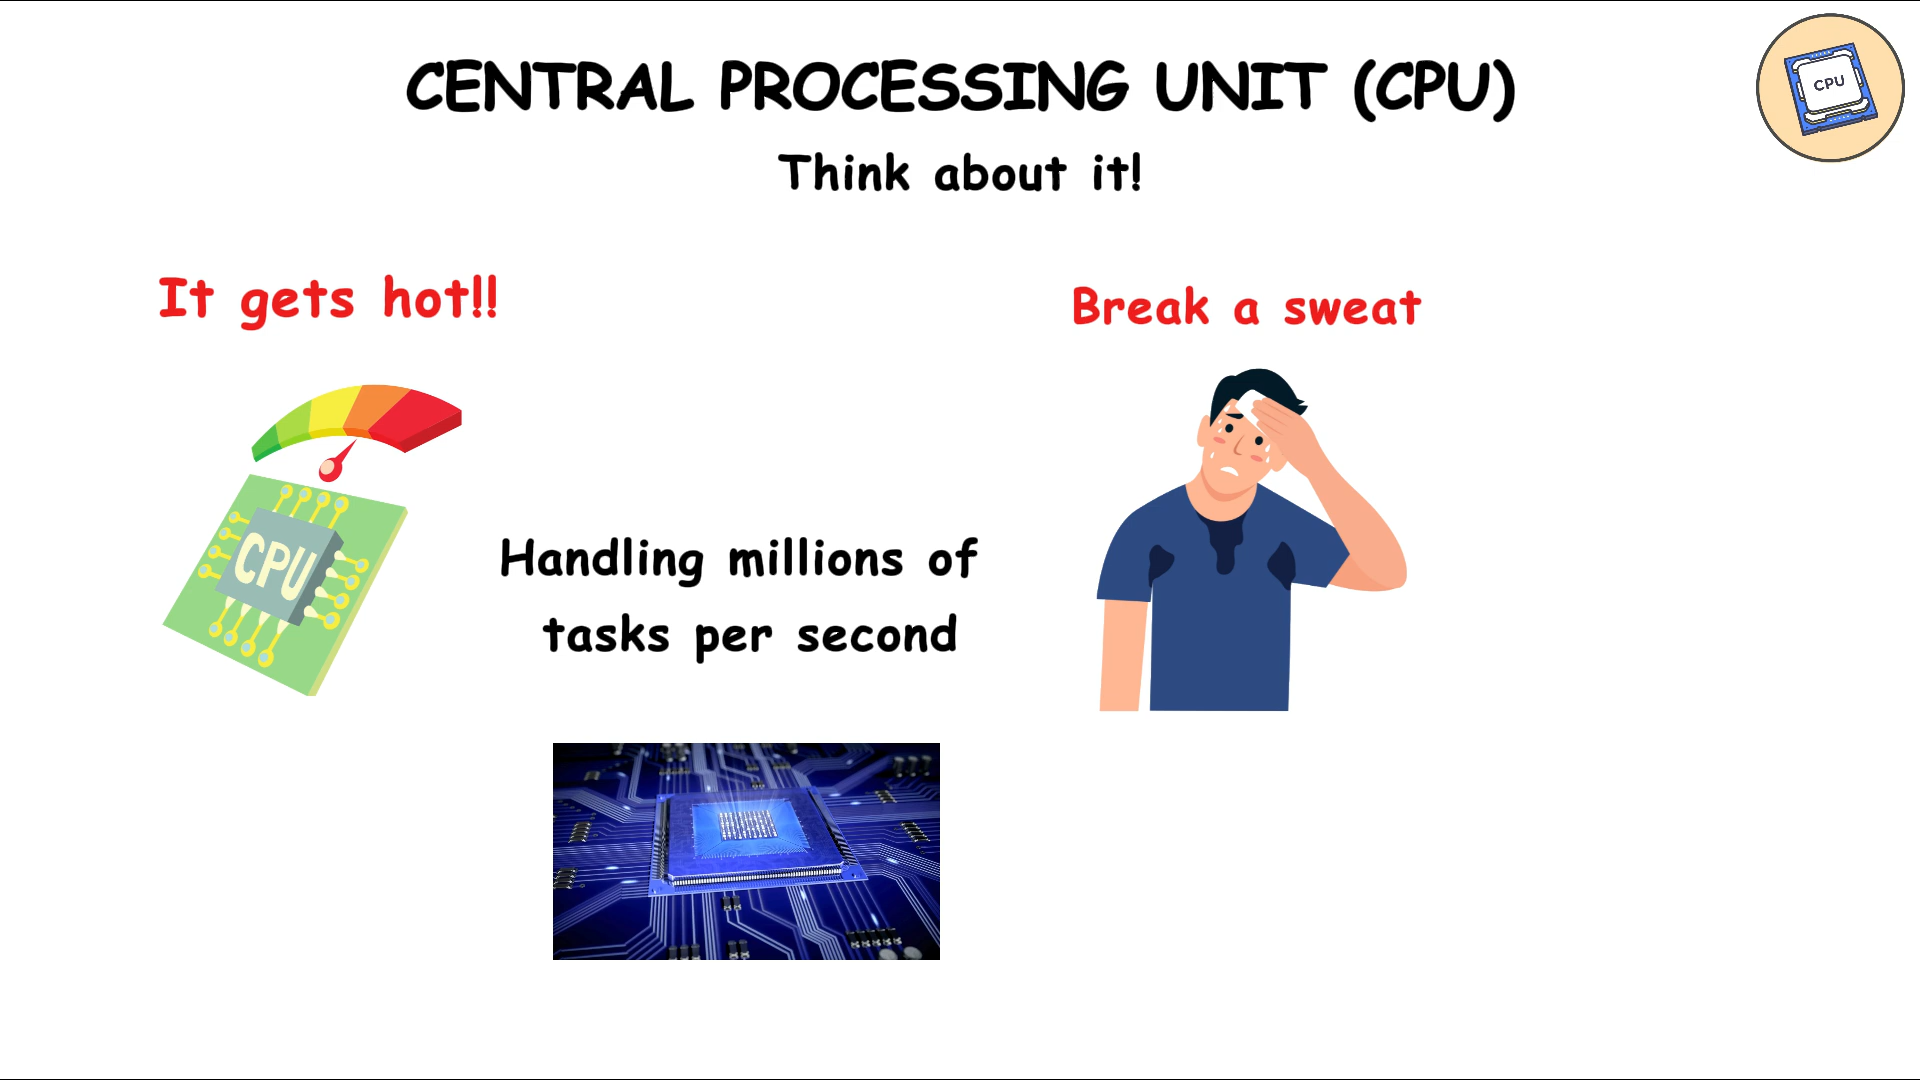 CENTRAL PROCESSING UNIT (CPU)
CPU
Think about it!
It gets hot!!
Break a sweat
CPU
Handling millions of
tasks per second